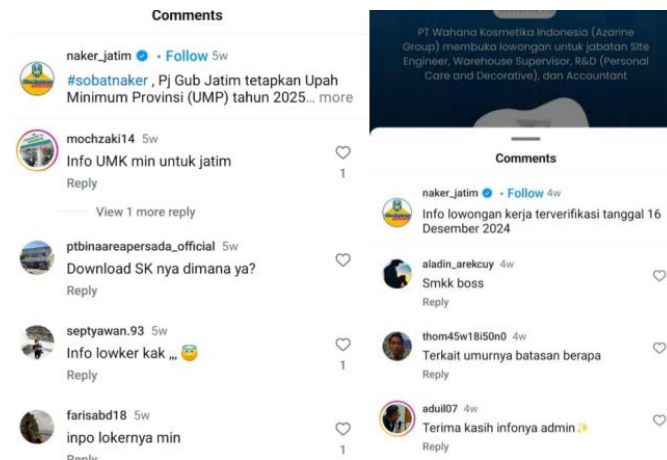 Comments
naker_jatim • Follow 5w
#sobatnaker , Pj Gub Jatim tetapkan Upah
Minimum Provinsi (UMP) tahun 2025... more
mochzaki14 5w
Info UMK min untuk jatim
1
Reply
View 1 more reply
ptbinaareapersada_official 5w
Download SK nya dimana ya?
Reply
septyawan.93 5w
Info lowker kak ,,, 😇
1
Reply
farisabd18 5w
inpo lokernya min
1
Reply
PT Wahana Kosmetika Indonesia (Azarine
Group) membuka lowongan untuk jabatan Site
Engineer, Warehouse Supervisor, R&D (Personal
Care and Decorative), dan Accountant
Comments
naker_jatim • Follow 4w
Info lowongan kerja terverifikasi tanggal 16
Desember 2024
aladin_arekcuy 4w
Smkk boss
Reply
thom45w18i50n0 4w
Terkait umurnya batasan berapa
Reply
aduil07 4w
Terima kasih infonya admin✨
Reply